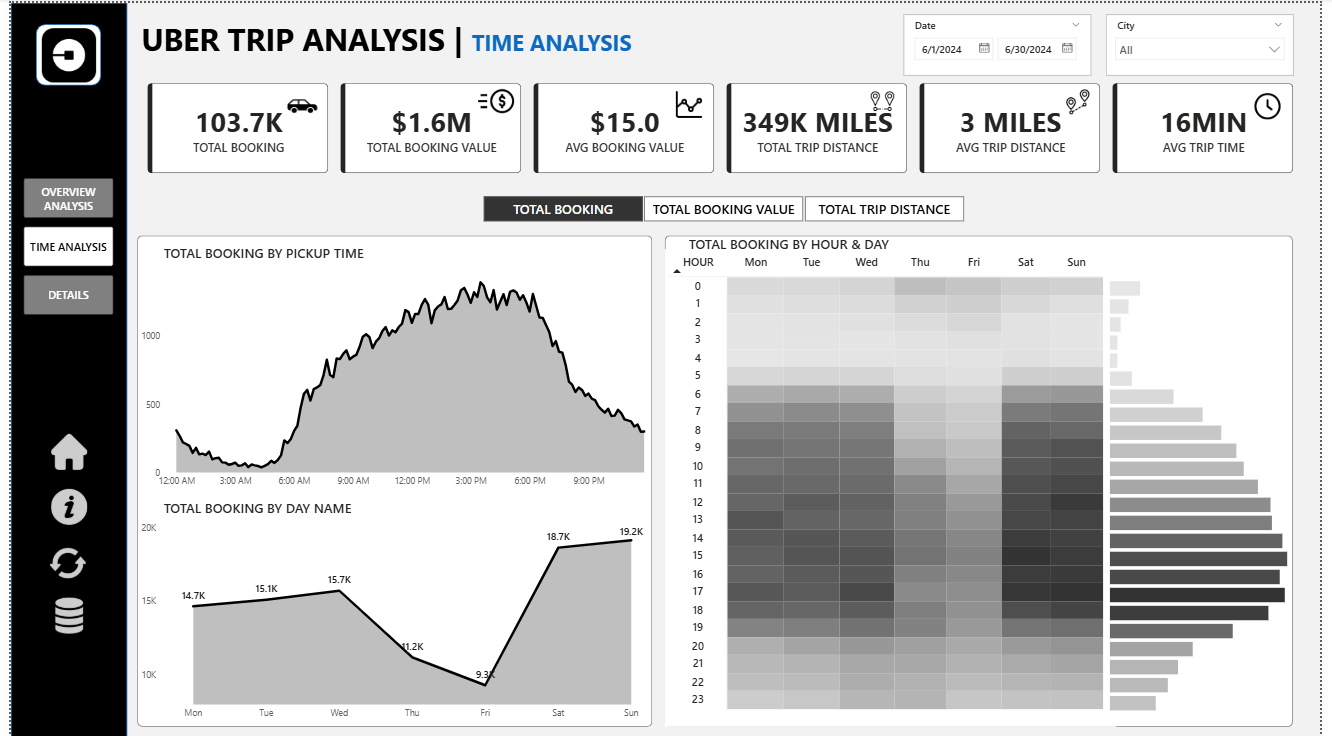 UBER TRIP ANALYSIS | TIME ANALYSIS
Date
6/1/2024 6/30/2024
City
All
103.7K
TOTAL BOOKING
$1.6M
TOTAL BOOKING VALUE
$15.0
AVG BOOKING VALUE
349K MILES
TOTAL TRIP DISTANCE
3 MILES
AVG TRIP DISTANCE
16MIN
AVG TRIP TIME
OVERVIEW
ANALYSIS
TIME ANALYSIS
DETAILS
TOTAL BOOKING TOTAL BOOKING VALUE TOTAL TRIP DISTANCE
TOTAL BOOKING BY PICKUP TIME
1000
500
0
12:00 AM 3:00 AM 6:00 AM 9:00 AM 12:00 PM 3:00 PM 6:00 PM 9:00 PM
TOTAL BOOKING BY DAY NAME
20K
15K
10K
14.7K 15.1K 15.7K 11.2K 9.3K 18.7K 19.2K
Mon Tue Wed Thu Fri Sat Sun
TOTAL BOOKING BY HOUR & DAY
HOUR Mon Tue Wed Thu Fri Sat Sun
0
1
2
3
4
5
6
7
8
9
10
11
12
13
14
15
16
17
18
19
20
21
22
23